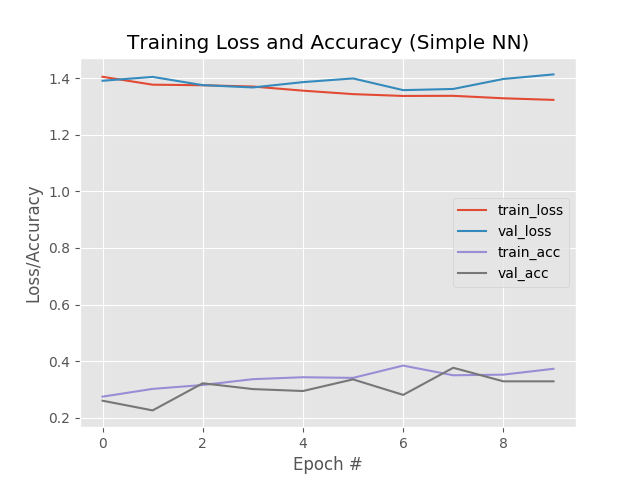 Training Loss and Accuracy (Simple NN)
Loss/Accuracy
1.4
1.2
1.0
0.8
0.6
0.4
0.2
train_loss
val_loss
train_acc
val_acc
0 2 4 6 8
Epoch #